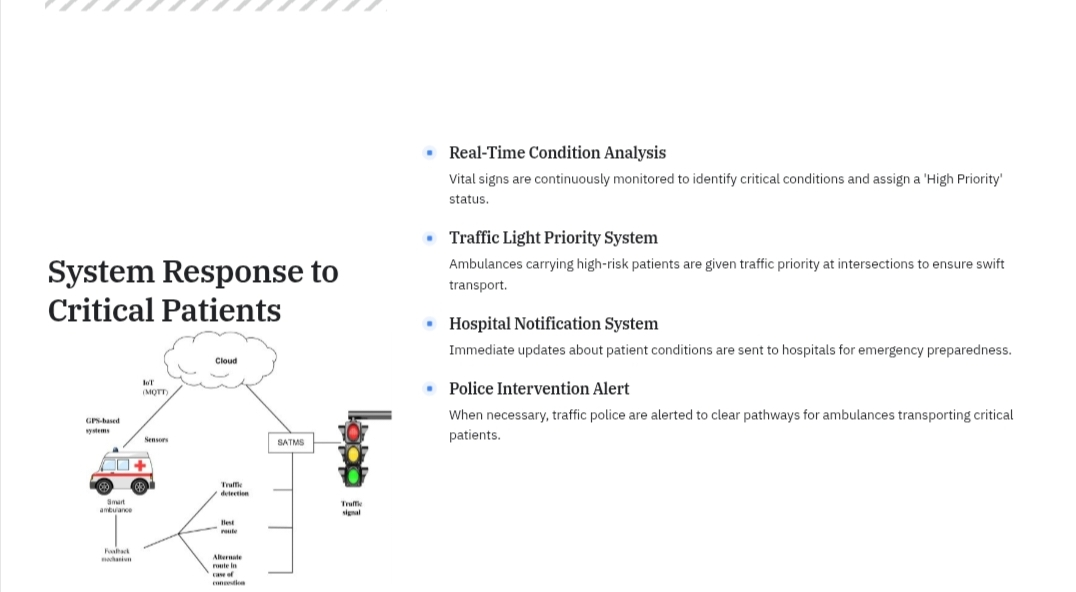 System Response to
Critical Patients
Cloud
IoT
(MQTT)
GPS-based
systems
Sensors
SATMS
Smart
ambulance
Traffic
detection
Traffic
signal
Best
route
Feedback
mechanism
Alternate
route in
case of
Real-Time Condition Analysis
Vital signs are continuously monitored to identify critical conditions and assign a 'High Priority'
status.
Traffic Light Priority System
Ambulances carrying high-risk patients are given traffic priority at intersections to ensure swift
transport.
Hospital Notification System
Immediate updates about patient conditions are sent to hospitals for emergency preparedness.
Police Intervention Alert
When necessary, traffic police are alerted to clear pathways for ambulances transporting critical
patients.